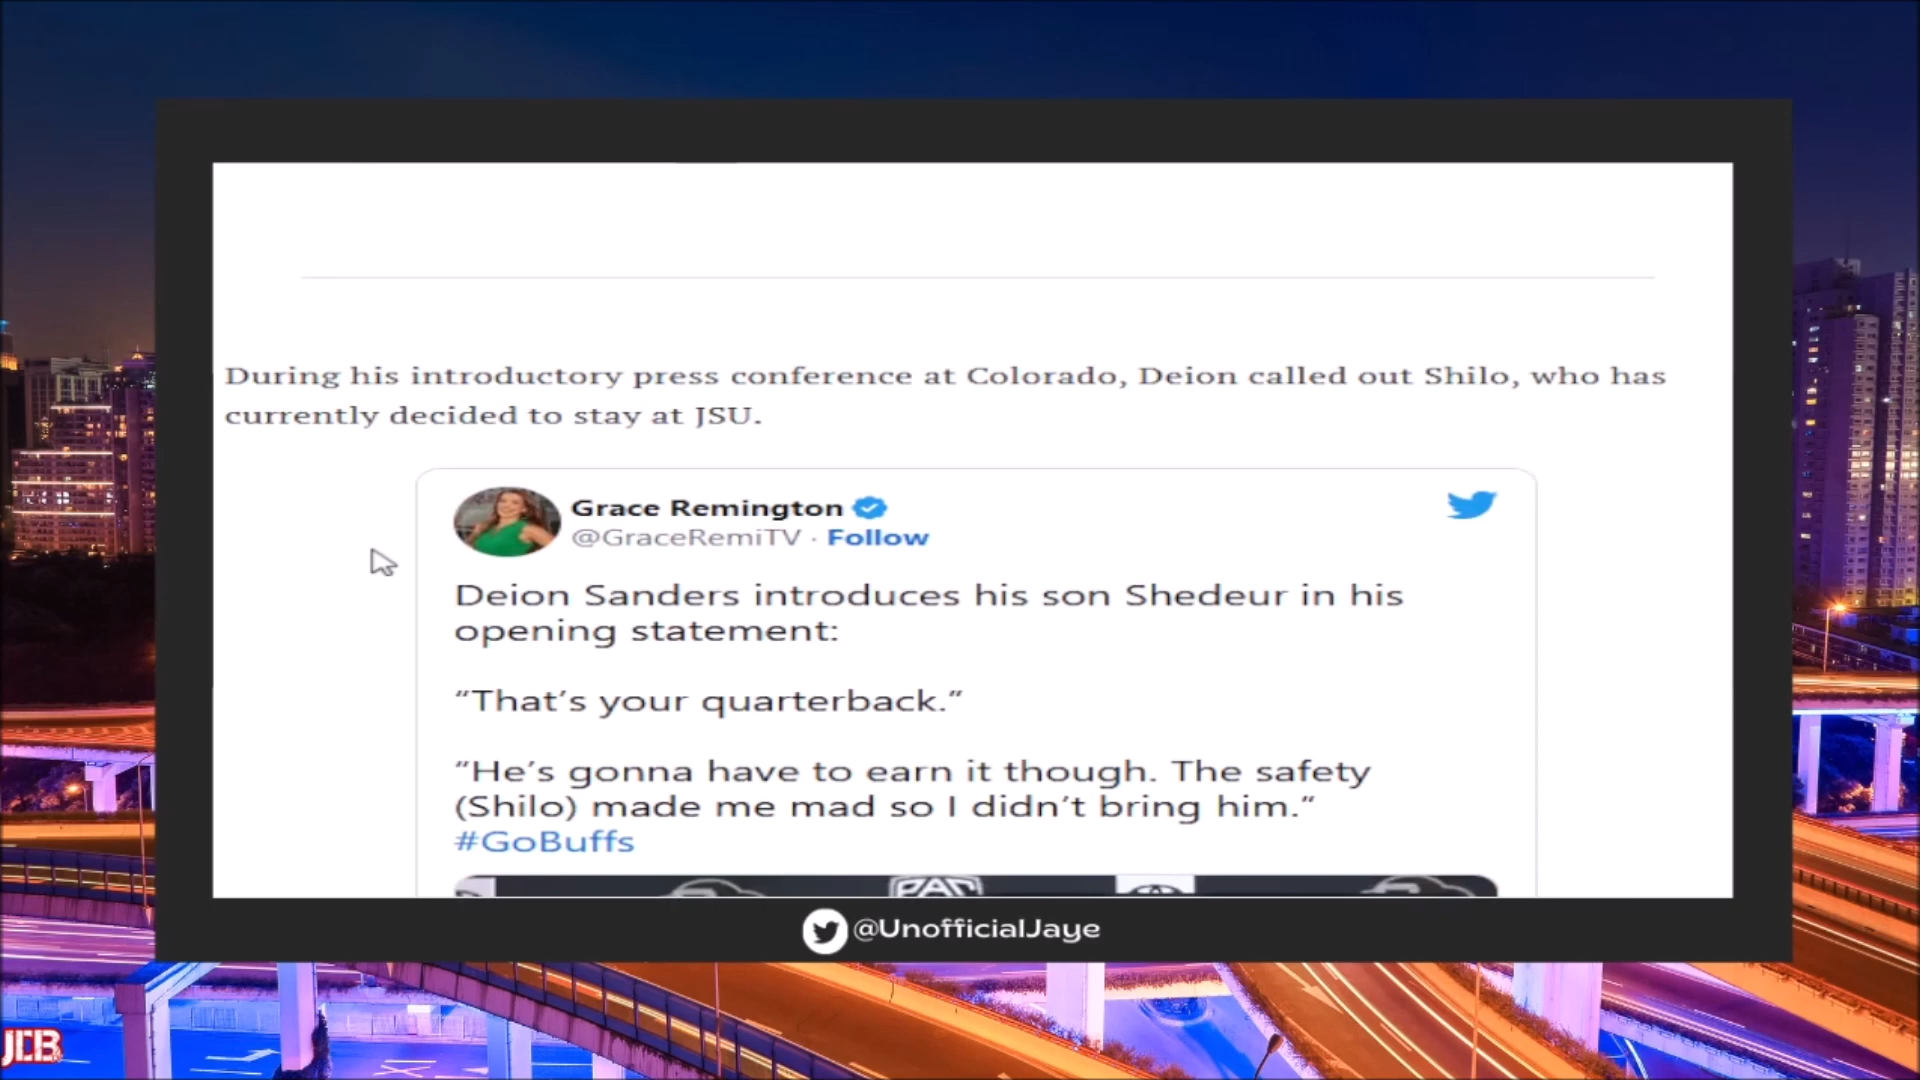 During his introductory press conference at Colorado, Deion called out Shilo, who has
currently decided to stay at JSU.
Grace Remington
@GraceRemiTV · Follow
Deion Sanders introduces his son Shedeur in his
opening statement:
“That’s your quarterback.”
“He’s gonna have to earn it though. The safety
(Shilo) made me mad so I didn’t bring him.”
#GoBuffs
PAC
@UnofficialJaye
JCB